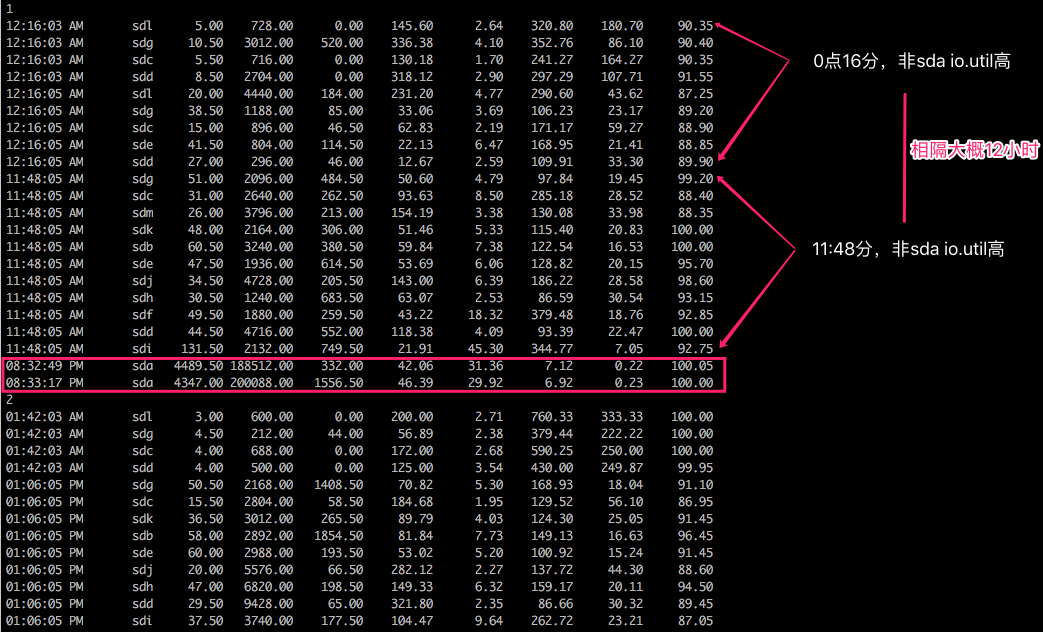 1
12:16:03 AM sdl 5.00 728.00 0.00 145.60 2.64 320.80 180.70 90.35
12:16:03 AM sdg 10.50 3012.00 520.00 336.38 4.10 352.76 86.10 90.40
12:16:03 AM sdc 5.50 716.00 0.00 130.18 1.70 241.27 164.27 90.35
12:16:03 AM sdd 8.50 2704.00 0.00 318.12 2.90 297.29 107.71 91.55
12:16:05 AM sdl 20.00 4440.00 184.00 231.20 4.77 290.60 43.62 87.25
12:16:05 AM sdg 38.50 1188.00 85.00 33.06 3.69 106.23 23.17 89.20
12:16:05 AM sdc 15.00 896.00 46.50 62.83 2.19 171.17 59.27 88.90
12:16:05 AM sde 41.50 804.00 114.50 22.13 6.47 168.95 21.41 88.85
12:16:05 AM sdd 27.00 296.00 46.00 12.67 2.59 109.91 33.30 89.90
11:48:05 AM sdg 51.00 2096.00 484.50 50.60 4.79 97.84 19.45 99.20
11:48:05 AM sdc 31.00 2640.00 262.50 93.63 8.50 285.18 28.52 88.40
11:48:05 AM sdm 26.00 3796.00 213.00 154.19 3.38 130.08 33.98 88.35
11:48:05 AM sdk 48.00 2164.00 306.00 51.46 5.33 115.40 20.83 100.00
11:48:05 AM sdb 60.50 3240.00 380.50 59.84 7.38 122.54 16.53 100.00
11:48:05 AM sde 47.50 1936.00 614.50 53.69 6.06 128.82 20.15 95.70
11:48:05 AM sdj 34.50 4728.00 205.50 143.00 6.39 186.22 28.58 98.60
11:48:05 AM sdh 30.50 1240.00 683.50 63.07 2.53 86.59 30.54 93.15
11:48:05 AM sdf 49.50 1880.00 259.50 43.22 18.32 379.48 18.76 92.85
11:48:05 AM sdd 44.50 4716.00 552.00 118.38 4.09 93.39 22.47 100.00
11:48:05 AM sdi 131.50 2132.00 749.50 21.91 45.30 344.77 7.05 92.75
08:32:49 PM sda 4489.50 188512.00 332.00 42.06 31.36 7.12 0.22 100.05
08:33:17 PM sda 4347.00 200088.00 1556.50 46.39 29.92 6.92 0.23 100.00
2
01:42:03 AM sdl 3.00 600.00 0.00 200.00 2.71 760.33 333.33 100.00
01:42:03 AM sdg 4.50 212.00 44.00 56.89 2.38 379.44 222.22 100.00
01:42:03 AM sdc 4.00 688.00 0.00 172.00 2.68 590.25 250.00 100.00
01:42:03 AM sdd 4.00 500.00 0.00 125.00 3.54 430.00 249.87 99.95
01:06:05 PM sdg 50.50 2168.00 1408.50 70.82 5.30 168.93 18.04 91.10
01:06:05 PM sdc 15.50 2804.00 58.50 184.68 1.95 129.52 56.10 86.95
01:06:05 PM sdk 36.50 3012.00 265.50 89.79 4.03 124.30 25.05 91.45
01:06:05 PM sdb 58.00 2892.00 1854.50 81.84 7.73 149.13 16.63 96.45
01:06:05 PM sde 60.00 2988.00 193.50 53.02 5.20 100.92 15.24 91.45
01:06:05 PM sdj 20.00 5576.00 66.50 282.12 2.27 137.72 44.30 88.60
01:06:05 PM sdh 47.00 6820.00 198.50 149.33 6.32 159.17 20.11 94.50
01:06:05 PM sdd 29.50 9428.00 65.00 321.80 2.35 86.66 30.32 89.45
01:06:05 PM sdi 37.50 3740.00 177.50 104.47 9.64 262.72 23.21 87.05
0点16分，非sda io.util高
相隔大概12小时
11:48分，非sda io.util高